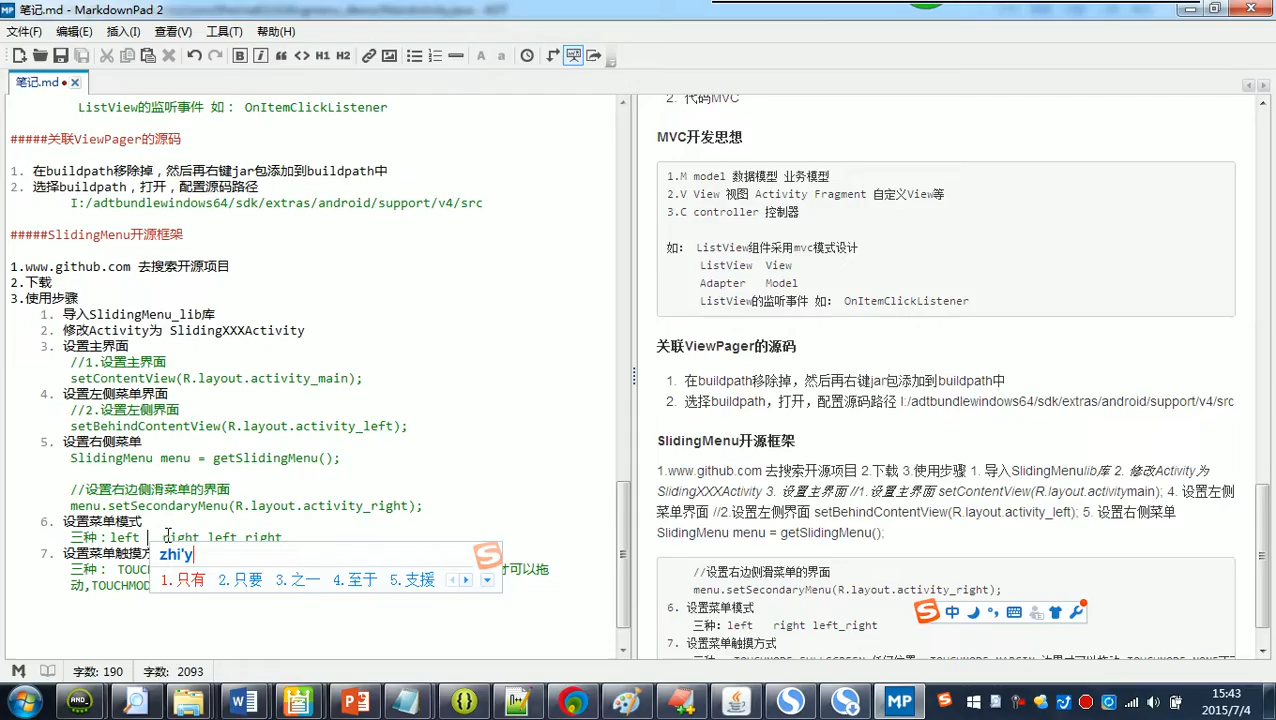 笔记.md - MarkdownPad 2
文件(F) 编辑(E) 插入(I) 查看(V) 工具(T) 帮助(H)
B i “ <> H1 H2 A a
笔记.md
ListView的监听事件 如： OnItemClickListener
#####关联ViewPager的源码
1. 在buildpath移除掉，然后再右键jar包添加到buildpath中
2. 选择buildpath，打开，配置源码路径
I:/adtbundlewindows64/sdk/extras/android/support/v4/src
#####SlidingMenu开源框架
1.www.github.com 去搜索开源项目
2.下载
3.使用步骤
1. 导入SlidingMenu_lib库
2. 修改Activity为 SlidingXXXActivity
3. 设置主界面
//1.设置主界面
setContentView(R.layout.activity_main);
4. 设置左侧菜单界面
//2.设置左侧界面
setBehindContentView(R.layout.activity_left);
5. 设置右侧菜单
SlidingMenu menu = getSlidingMenu();
//设置右边侧滑菜单的界面
menu.setSecondaryMenu(R.layout.activity_right);
6. 设置菜单模式
三种：left right left_right
7. 设置菜单触摸方
三种： TOUC
才可以拖
动,TOUCHMOD
zhi'y
1.只有 2.只要 3.之一 4.至于 5.支援
2. 代码MVC
MVC开发思想
1.M model 数据模型 业务模型
2.V View 视图 Activity Fragment 自定义View等
3.C controller 控制器
如： ListView组件采用mvc模式设计
ListView View
Adapter Model
ListView的监听事件 如： OnItemClickListener
关联ViewPager的源码
1. 在buildpath移除掉，然后再右键jar包添加到buildpath中
2. 选择buildpath，打开，配置源码路径 I:/adtbundlewindows64/sdk/extras/android/support/v4/src
SlidingMenu开源框架
1.www.github.com 去搜索开源项目 2.下载 3.使用步骤 1. 导入SlidingMenulib库 2. 修改Activity为
SlidingXXXActivity 3. 设置主界面 //1.设置主界面 setContentView(R.layout.activitymain); 4. 设置左侧
菜单界面 //2.设置左侧界面 setBehindContentView(R.layout.activity_left); 5. 设置右侧菜单
SlidingMenu menu = getSlidingMenu();
//设置右边侧滑菜单的界面
menu.setSecondaryMenu(R.layout.activity_right);
6. 设置菜单模式
三种：left right left_right
7. 设置菜单触摸方式
中
字数: 190 字数: 2093
15:43
2015/7/4